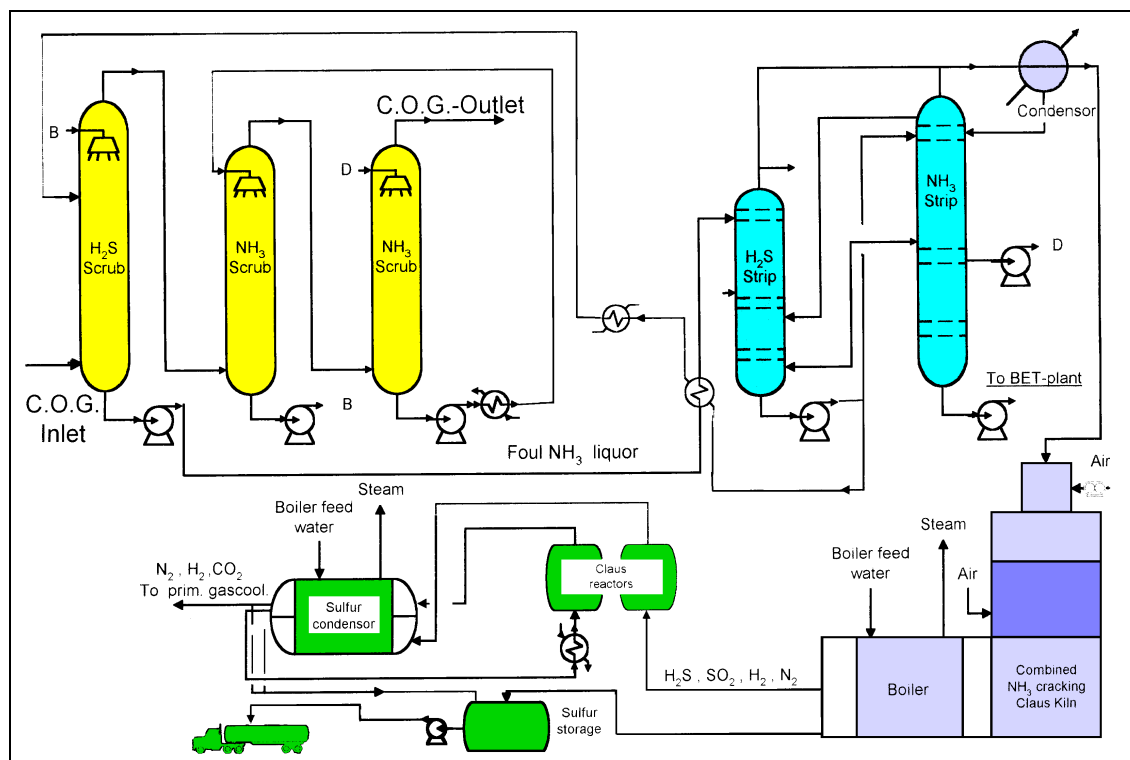 C.O.G.-Outlet
B
D
Condensor
H₂S
Scrub
NH₃
Scrub
NH₃
Scrub
H₂S
Strip
NH₃
Strip
D
To BET-plant
C.O.G.
Inlet
B
Foul NH₃ liquor
Air
Steam
Boiler feed
water
Steam
Boiler feed
water
Air
N₂ , H₂ ,CO₂
To prim. gascool.
Claus
reactors
Sulfur
condensor
H₂S , SO₂ , H₂ , N₂
Boiler
Combined
NH₃ cracking
Claus Kiln
Sulfur
storage